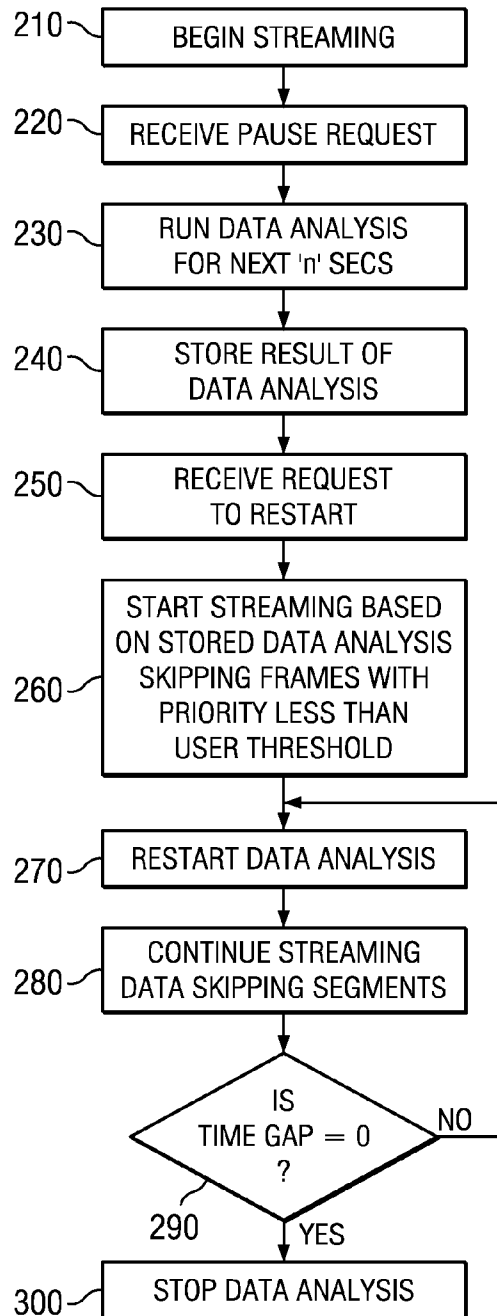 210
BEGIN STREAMING
220
RECEIVE PAUSE REQUEST
230
RUN DATA ANALYSIS
FOR NEXT 'n' SECS
240
STORE RESULT OF
DATA ANALYSIS
250
RECEIVE REQUEST
TO RESTART
260
START STREAMING BASED
ON STORED DATA ANALYSIS
SKIPPING FRAMES WITH
PRIORITY LESS THAN
USER THRESHOLD
270
RESTART DATA ANALYSIS
280
CONTINUE STREAMING
DATA SKIPPING SEGMENTS
IS
TIME GAP = 0
?
NO
290
YES
300
STOP DATA ANALYSIS